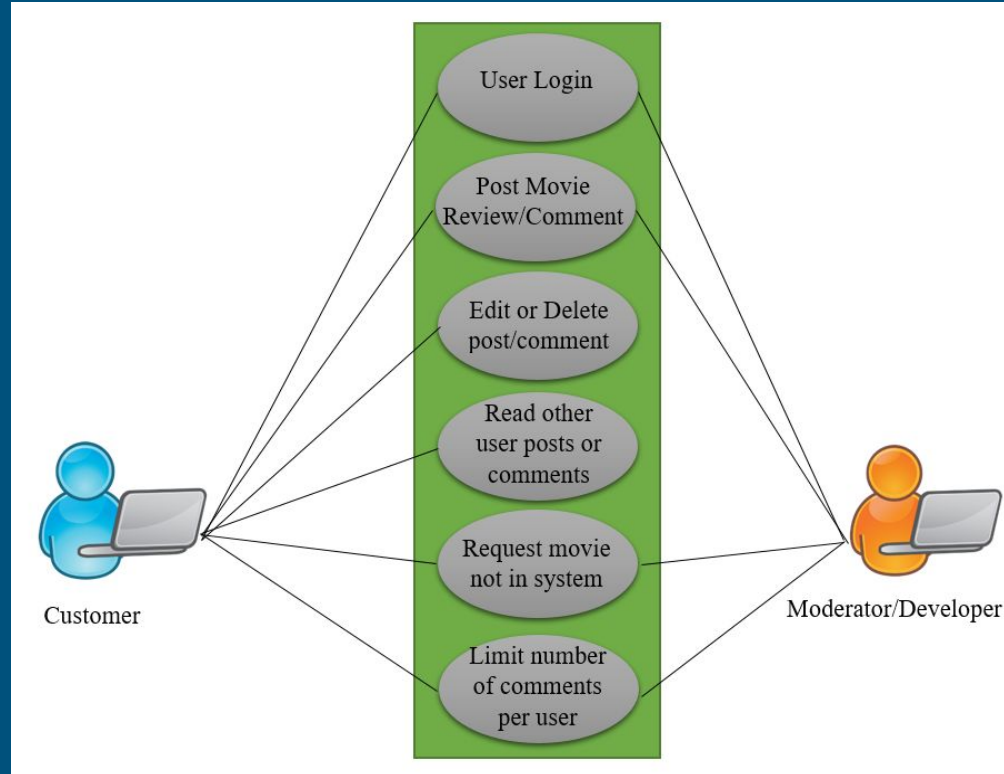 User Login
Post Movie
Review/Comment
Edit or Delete
post/comment
Read other
user posts or
comments
Request movie
not in system
Limit number
of comments
per user
Customer
Moderator/Developer